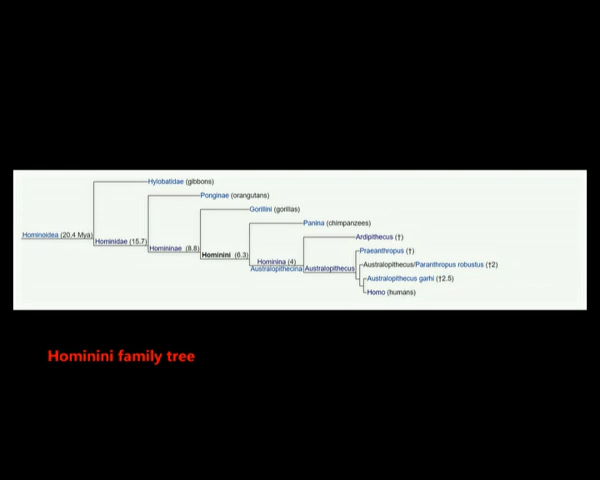 Hylobatidae (gibbons)
Ponginae (orangutans)
Gorillini (gorillas)
Panina (chimpanzees)
Hominoidea (20.4 Mya)
Ardipithecus (†)
Hominidae (15.7)
Homininae (8.8)
Praeanthropus (†)
Hominini (6.3)
Hominina (4)
Australopithecus/Paranthropus robustus (†2)
Australopithecina
Australopithecus
Australopithecus garhi (†2.5)
Homo (humans)
Hominini family tree